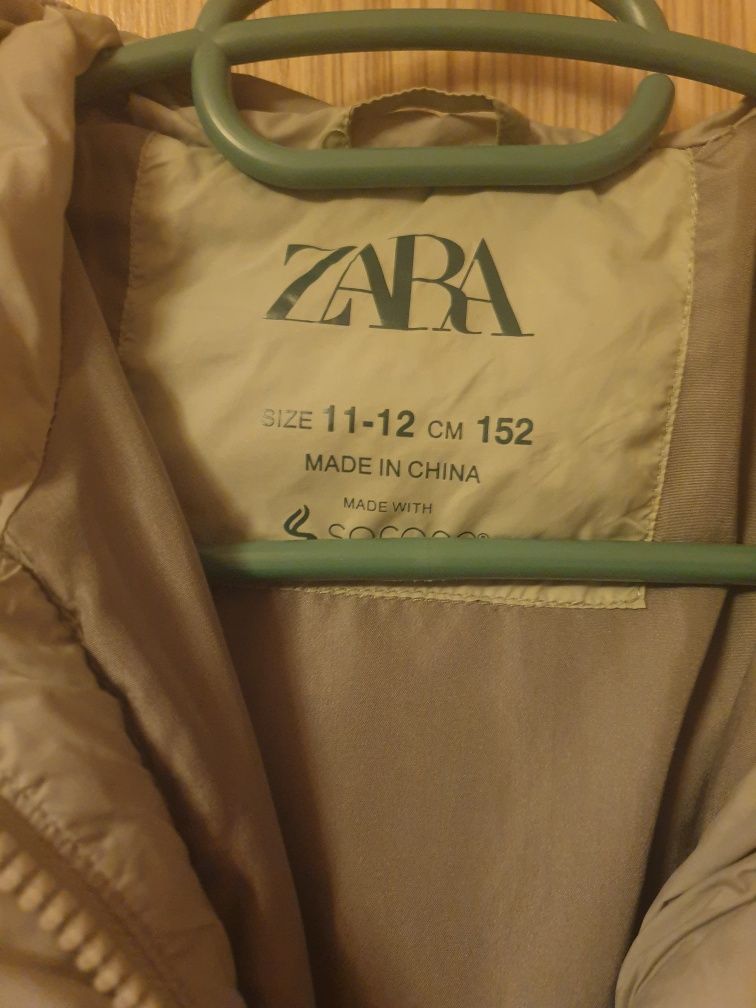 ZARA
SIZE 11-12 CM 152
MADE IN CHINA
MADE WITH